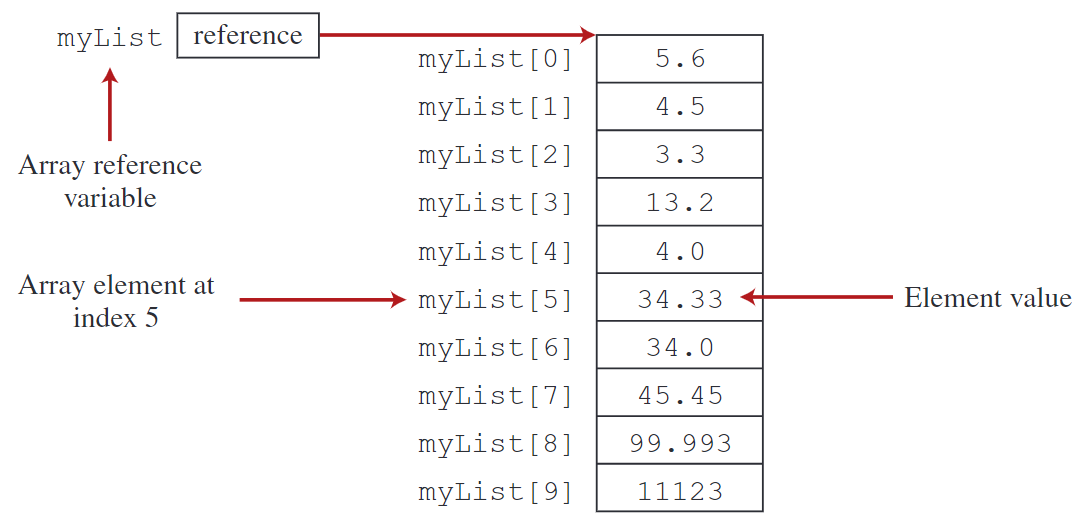 myList reference
myList[0] 5.6
myList[1] 4.5
Array reference
variable
myList[2] 3.3
myList[3] 13.2
myList[4] 4.0
Array element at
index 5
myList[5] 34.33 Element value
myList[6] 34.0
myList[7] 45.45
myList[8] 99.993
myList[9] 11123